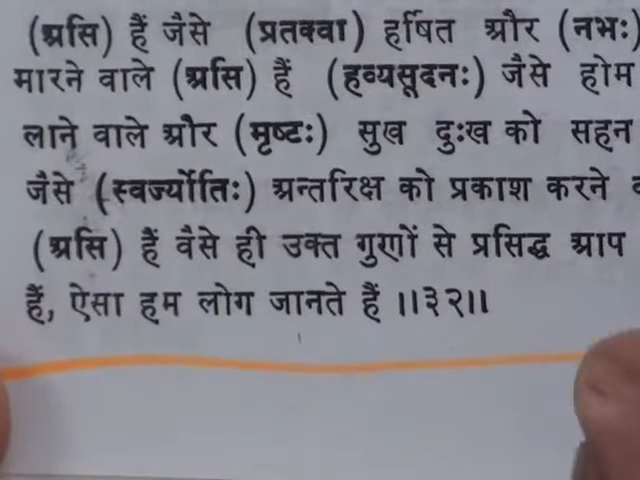 (असि) हैं जैसे (प्रतक्वा) हर्षित और (नभः)
मारने वाले (असि) हैं (हव्यसूदनः) जैसे होम
लाने वाले और (मृष्टः) सुख दुःख को सहन
जैसे (स्वर्ज्योतिः) अन्तरिक्ष को प्रकाश करने
(असि) हैं वैसे ही उक्त गुणों से प्रसिद्ध आप
हैं, ऐसा हम लोग जानते हैं ॥३२॥